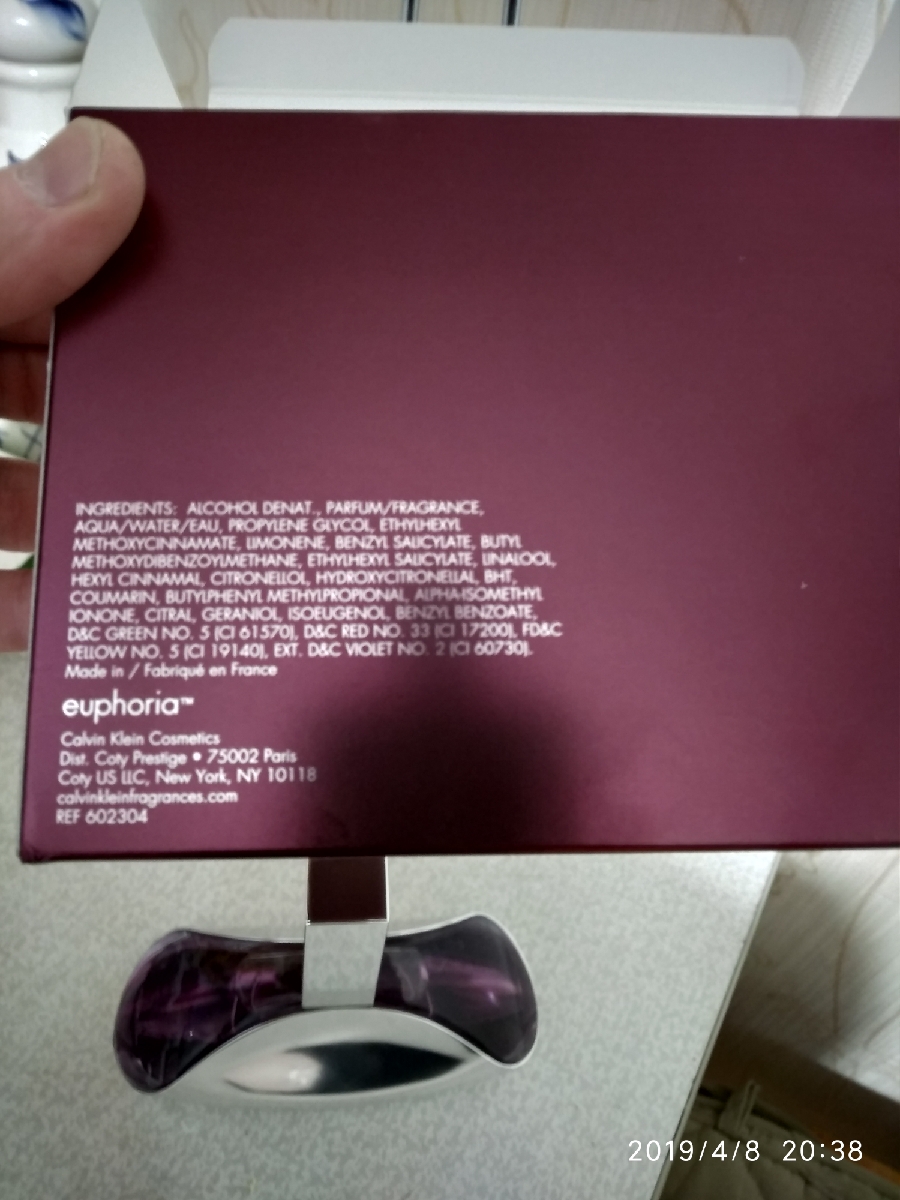 INGREDIENTS: ALCOHOL DENAT., PARFUM/FRAGRANCE,
AQUA/WATER/EAU, PROPYLENE GLYCOL, ETHYLHEXYL
METHOXYCINNAMATE, LIMONENE, BENZYL SALICYLATE, BUTYL
METHOXYDIBENZOYLMETHANE, ETHYLHEXYL SALICYLATE, LINALOOL,
HEXYL CINNAMAL, CITRONELLOL, HYDROXYCITRONELLAL, BHT,
COUMARIN, BUTYLPHENYL METHYLPROPIONAL, ALPHA-ISOMETHYL
IONONE, CITRAL, GERANIOL, ISOEUGENOL, BENZYL BENZOATE,
D&C GREEN NO. 5 (CI 61570), D&C RED NO. 33 (CI 17200), FD&C
YELLOW NO. 5 (CI 19140), EXT. D&C VIOLET NO. 2 (CI 60730).
Made in / Fabriqué en France
euphoria™
Calvin Klein Cosmetics
Dist. Coty Prestige • 75002 Paris
Coty US LLC, New York, NY 10118
calvinkleinfragrances.com
REF 602304
2019/4/8 20:38